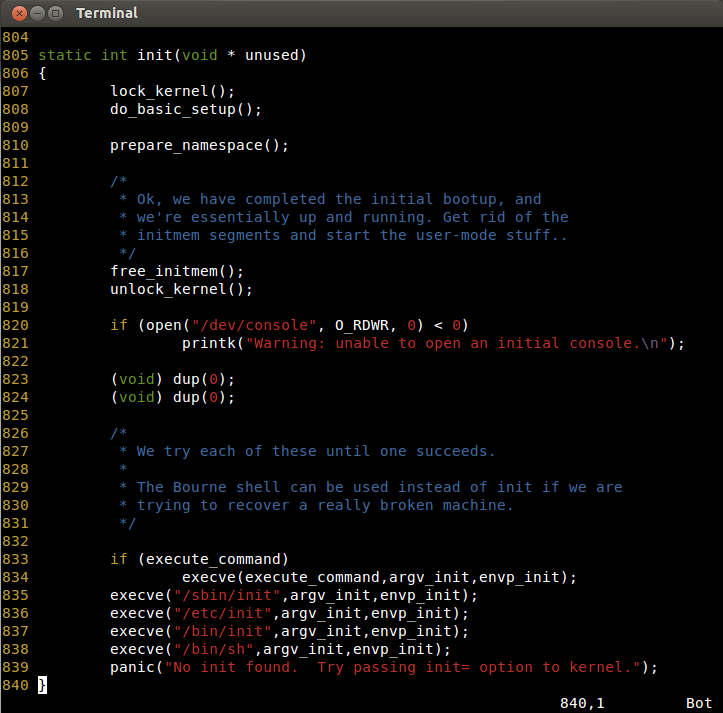 Terminal
804
805 static int init(void * unused)
806 {
807         lock_kernel();
808         do_basic_setup();
809
810         prepare_namespace();
811
812         /*
813          * Ok, we have completed the initial bootup, and
814          * we're essentially up and running. Get rid of the
815          * initmem segments and start the user-mode stuff..
816          */
817         free_initmem();
818         unlock_kernel();
819
820         if (open("/dev/console", O_RDWR, 0) < 0)
821                 printk("Warning: unable to open an initial console.\n");
822
823         (void) dup(0);
824         (void) dup(0);
825
826         /*
827          * We try each of these until one succeeds.
828          *
829          * The Bourne shell can be used instead of init if we are
830          * trying to recover a really broken machine.
831          */
832
833         if (execute_command)
834                 execve(execute_command,argv_init,envp_init);
835         execve("/sbin/init",argv_init,envp_init);
836         execve("/etc/init",argv_init,envp_init);
837         execve("/bin/init",argv_init,envp_init);
838         execve("/bin/sh",argv_init,envp_init);
839         panic("No init found.  Try passing init= option to kernel.");
840 }
840,1         Bot